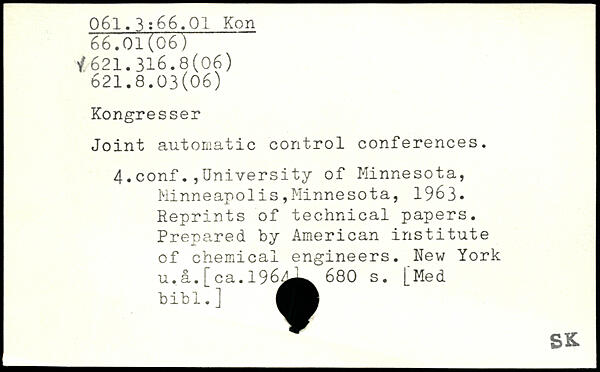 061.3:66.01 Kon
66.01(06)
√621.316.8(06)
621.8.03(06)
Kongresser
Joint automatic control conferences.
4.conf.,University of Minnesota,
Minneapolis,Minnesota, 1963.
Reprints of technical papers.
Prepared by American institute
of chemical engineers. New York
u.å.[ca.1964] 680 s. [Med
bibl.]
SK